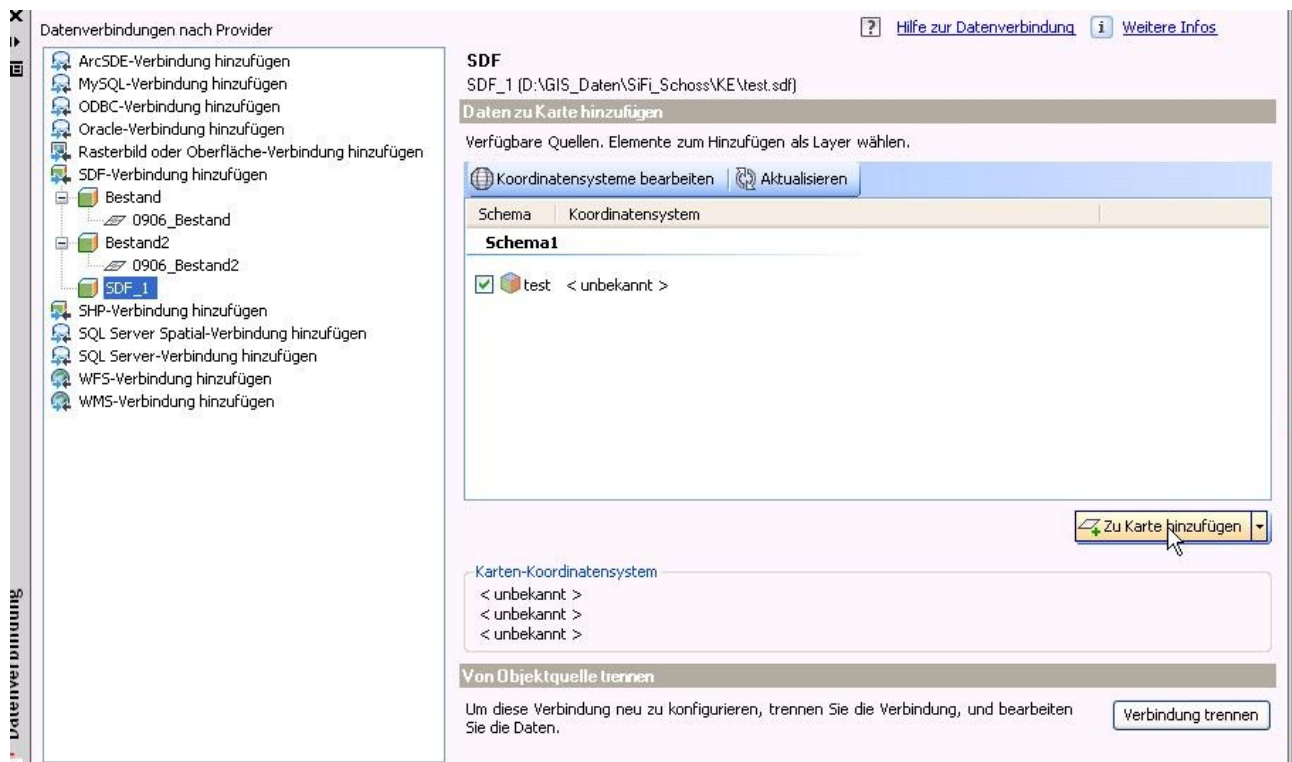 Datenverbindungen nach Provider
Hilfe zur Datenverbindung
Weitere Infos
ArcSDE-Verbindung hinzufügen
MySQL-Verbindung hinzufügen
ODBC-Verbindung hinzufügen
Oracle-Verbindung hinzufügen
Rasterbild oder Oberfläche-Verbindung hinzufügen
SDF-Verbindung hinzufügen
Bestand
0906_Bestand
Bestand2
0906_Bestand2
SDF_1
SHP-Verbindung hinzufügen
SQL Server Spatial-Verbindung hinzufügen
SQL Server-Verbindung hinzufügen
WFS-Verbindung hinzufügen
WMS-Verbindung hinzufügen
SDF
SDF_1 (D:\GIS_Daten\SiFi_Schoss\KE\test.sdf)
Daten zu Karte hinzufügen
Verfügbare Quellen. Elemente zum Hinzufügen als Layer wählen.
Koordinatensysteme bearbeiten Aktualisieren
Schema Koordinatensystem
Schema1
test < unbekannt >
Zu Karte hinzufügen
Karten-Koordinatensystem
< unbekannt >
< unbekannt >
< unbekannt >
Von Objektquelle trennen
Um diese Verbindung neu zu konfigurieren, trennen Sie die Verbindung, und bearbeiten
Sie die Daten.
Verbindung trennen
Datenverbindung